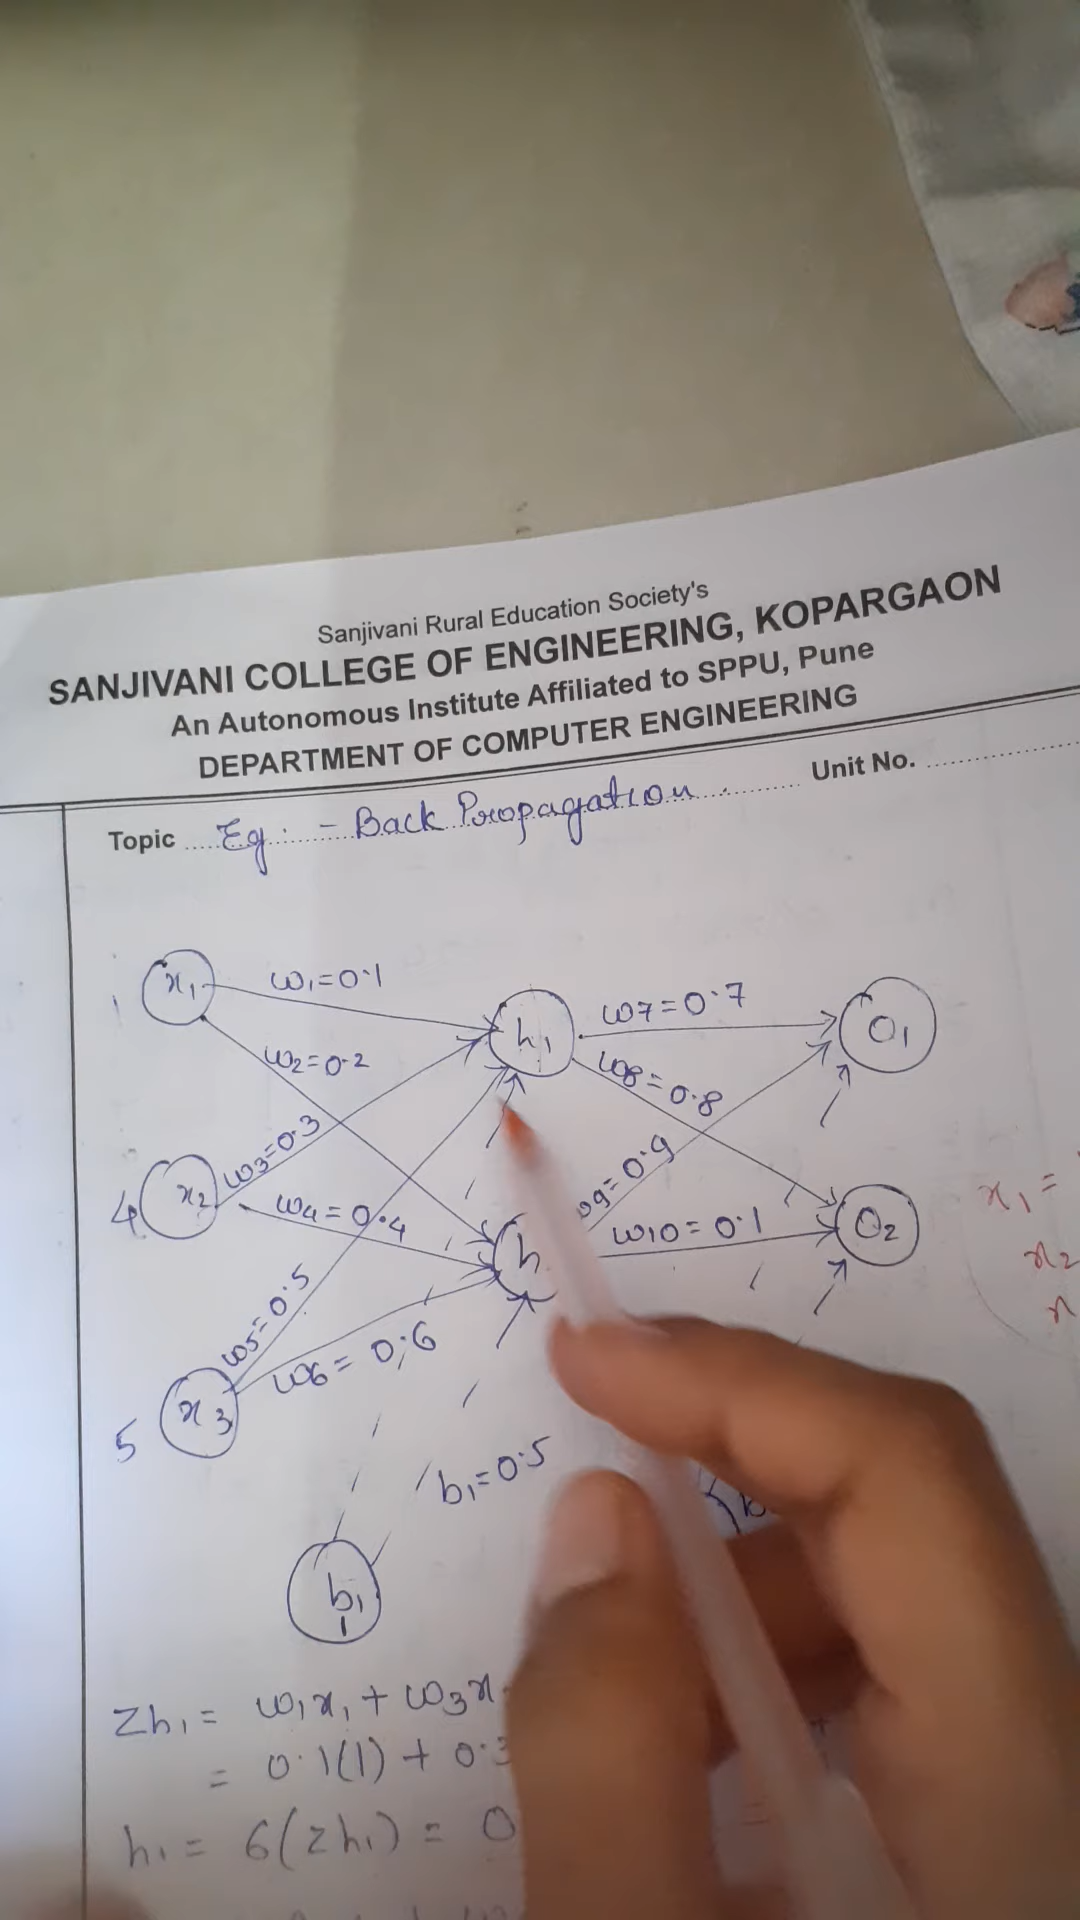 Sanjivani Rural Education Society's
SANJIVANI COLLEGE OF ENGINEERING, KOPARGAON
An Autonomous Institute Affiliated to SPPU, Pune
DEPARTMENT OF COMPUTER ENGINEERING
Topic Eg: - Back Propagation Unit No.
x1 w1=0.1 h1 w7=0.7 O1
1
w2=0.2 w8=0.8
4 x2 w3=0.3 w9=0.9
w4=0.4 h w10=0.1 O2
x1=
x2
x
w5=0.5
w6=0.6
5 x3
b1=0.5
b1
1
Zh1= w1x1+w3x
= 0.1(1)+0.3
h1= 6(Zh1)= 0